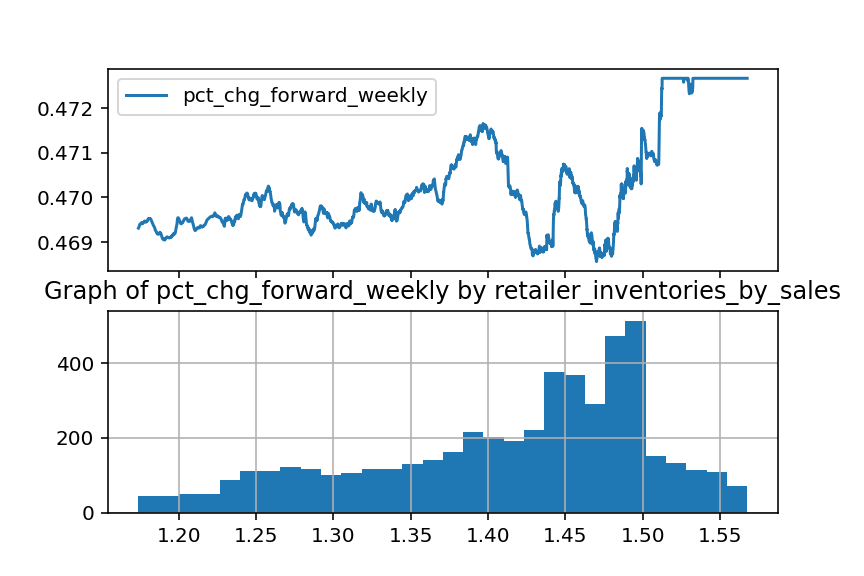 pct_chg_forward_weekly
0.472
0.471
0.470
0.469
Graph of pct_chg_forward_weekly by retailer_inventories_by_sales
400
200
0
1.20 1.25 1.30 1.35 1.40 1.45 1.50 1.55